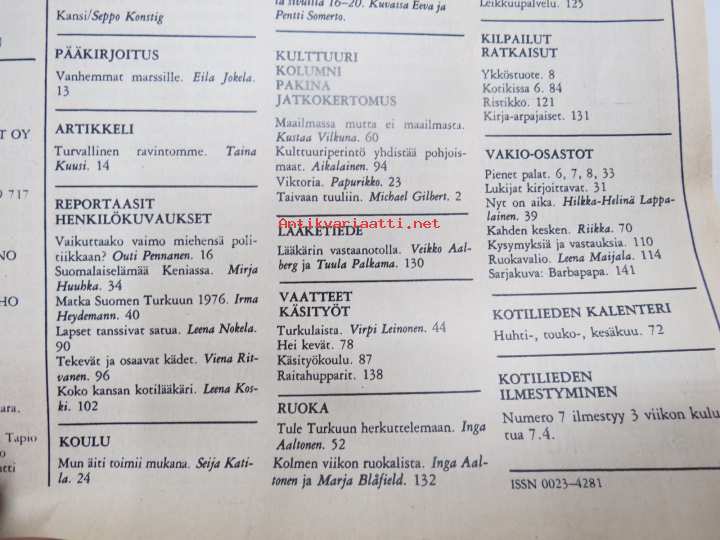 T OY
717
NO
HO
ara.
Tapio
o
atti
Kansi/Seppo Konstig
PÄÄKIRJOITUS
Vanhemmat marssille. Eila Jokela.
13
ARTIKKELI
Turvallinen ravintomme. Taina
Kuusi. 14
REPORTAASIT
HENKILÖKUVAUKSET
Vaikuttaako vaimo miehensä poli-
tiikkaan? Outi Pennanen. 16
Suomalaiselämää Keniassa. Mirja
Huuhka. 34
Matka Suomen Turkuun 1976. Irma
Heydemann. 40
Lapset tanssivat satua. Leena Nokela.
90
Tekevät ja osaavat kädet. Viena Rit-
vanen. 96
Koko kansan kotilääkäri. Leena Kos-
ki. 102
KOULU
Mun äiti toimii mukana. Seija Kati-
la. 24
la sivuilla 16–20. Kuvassa Eeva ja
Pentti Somerto.
KULTTUURI
KOLUMNI
PAKINA
JATKOKERTOMUS
Maailmassa mutta ei maailmasta.
Kustaa Vilkuna. 60
Kulttuuriperintö yhdistää pohjois-
maat. Aikalainen. 94
Viktoria. Papurikko. 23
Taivaan tuuliin. Michael Gilbert. 2
Antikvariaatti.net
LÄÄKETIEDE
Lääkärin vastaanotolla. Veikko Aal-
berg ja Tuula Palkama. 130
VAATTEET
KÄSITYÖT
Turkulaista. Virpi Leinonen. 44
Hei kevät. 78
Käsityökoulu. 87
Raitahupparit. 138
RUOKA
Tule Turkuun herkuttelemaan. Inga
Aaltonen. 52
Kolmen viikon ruokalista. Inga Aal-
tonen ja Marja Blåfield. 132
Leikkuupalvelu. 125
KILPAILUT
RATKAISUT
Ykköstuote. 8
Kotikissa 6. 84
Ristikko. 121
Kirja-arpajaiset. 131
VAKIO-OSASTOT
Pienet palat. 6, 7, 8, 33
Lukijat kirjoittavat. 31
Nyt on aika. Hilkka-Helinä Lappa-
lainen. 39
Kahden kesken. Riikka. 70
Kysymyksiä ja vastauksia. 110
Ruokavalio. Leena Maijala. 114
Sarjakuva: Barbapapa. 141
KOTILIEDEN KALENTERI
Huhti-, touko-, kesäkuu. 72
KOTILIEDEN
ILMESTYMINEN
Numero 7 ilmestyy 3 viikon kulu
tua 7.4.
ISSN 0023–4281